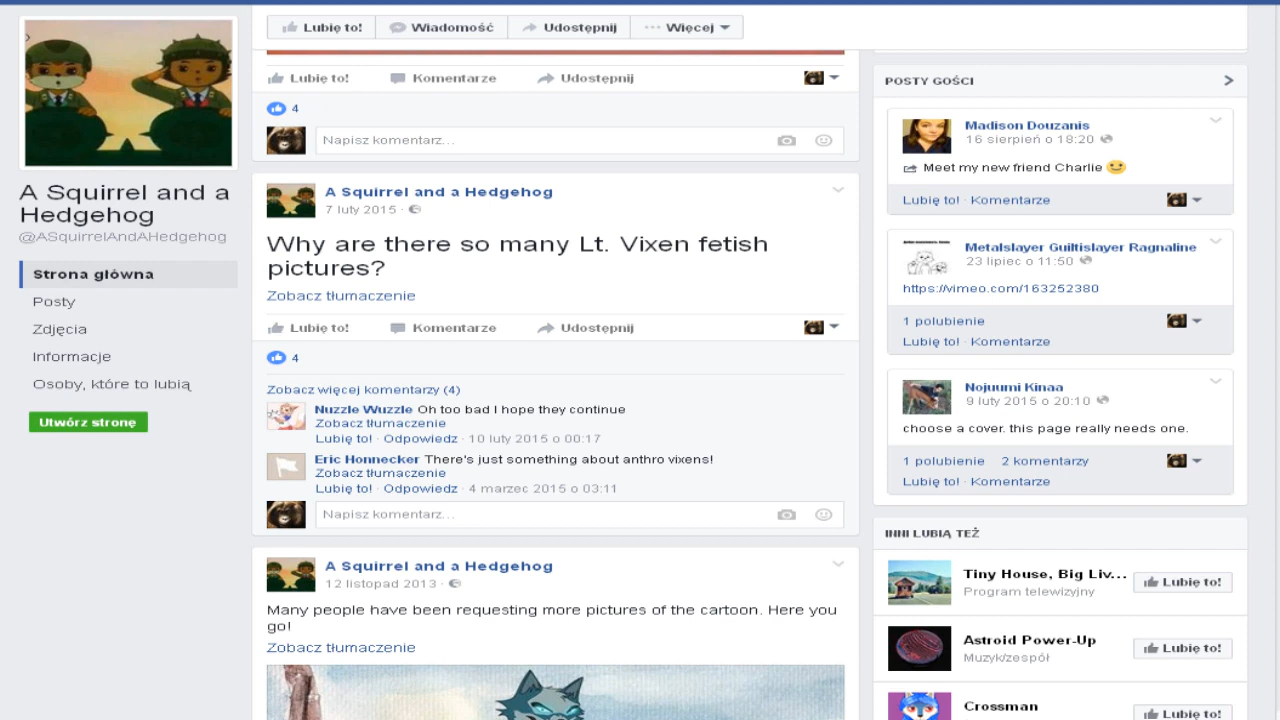 Lubię to!
Wiadomość
Udostępnij
Więcej
A Squirrel and a
Hedgehog
@ASquirrelAndAHedgehog
Strona główna
Posty
Zdjęcia
Informacje
Osoby, które to lubią
Utwórz stronę
Lubię to! Komentarze Udostępnij
4
Napisz komentarz...
A Squirrel and a Hedgehog
7 luty 2015 ·
Why are there so many Lt. Vixen fetish
pictures?
Zobacz tłumaczenie
Lubię to! Komentarze Udostępnij
4
Zobacz więcej komentarzy (4)
Nuzzle Wuzzle Oh too bad I hope they continue
Zobacz tłumaczenie
Lubię to! · Odpowiedz · 10 luty 2015 o 00:17
Eric Honnecker There's just something about anthro vixens!
Zobacz tłumaczenie
Lubię to! · Odpowiedz · 4 marzec 2015 o 03:11
Napisz komentarz...
A Squirrel and a Hedgehog
12 listopad 2013 ·
Many people have been requesting more pictures of the cartoon. Here you
go!
Zobacz tłumaczenie
POSTY GOŚCI
Madison Douzanis
16 sierpień o 18:20
Meet my new friend Charlie
Lubię to! · Komentarze
Metalslayer Guiltislayer Ragnaline
23 lipiec o 11:50
https://vimeo.com/163252380
1 polubienie
Lubię to! · Komentarze
Nojuumi Kinaa
9 luty 2015 o 20:10
choose a cover. this page really needs one.
1 polubienie 2 komentarzy
Lubię to! · Komentarze
INNI LUBIĄ TEŻ
Tiny House, Big Liv...
Program telewizyjny
Lubię to!
Astroid Power-Up
Muzyk/zespół
Lubię to!
Crossman
Lubię to!